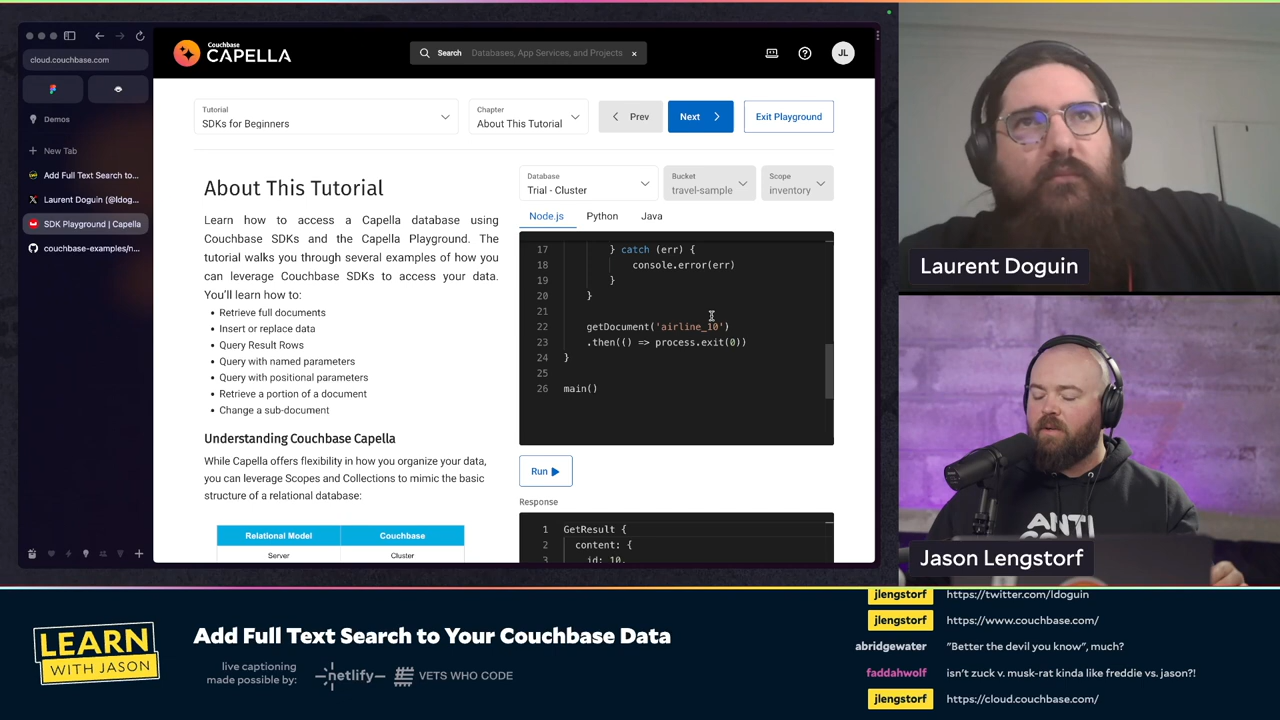 cloud.couchbase.com
Demos
New Tab
Add Full Text Search to...
Laurent Doguin (@ldog...
SDK Playground | Capella
couchbase-examples/n...
Couchbase
CAPELLA
Search Databases, App Services, and Projects
JL
Tutorial
SDKs for Beginners
Chapter
About This Tutorial
Prev
Next
Exit Playground
About This Tutorial
Learn how to access a Capella database using
Couchbase SDKs and the Capella Playground. The
tutorial walks you through several examples of how you
can leverage Couchbase SDKs to access your data.
You'll learn how to:
Retrieve full documents
Insert or replace data
Query Result Rows
Query with named parameters
Query with positional parameters
Retrieve a portion of a document
Change a sub-document
Understanding Couchbase Capella
While Capella offers flexibility in how you organize your data,
you can leverage Scopes and Collections to mimic the basic
structure of a relational database:
Relational Model Couchbase
Server Cluster
Database
Trial - Cluster
Bucket
travel-sample
Scope
inventory
Node.js Python Java
17 } catch (err) {
18 console.error(err)
19 }
20 }
21
22 getDocument('airline_10')
23 .then(() => process.exit(0))
24 }
25
26 main()
Run
Response
1 GetResult {
2 content: {
3 id: 10,
Laurent Doguin
ANTI
Jason Lengstorf
LEARN
WITH JASON
Add Full Text Search to Your Couchbase Data
live captioning
made possible by:
netlify
VETS WHO CODE
jlengstorf https://twitter.com/ldoguin
jlengstorf https://www.couchbase.com/
abridgewater "Better the devil you know", much?
faddahwolf isn't zuck v. musk-rat kinda like freddie vs. jason?!
jlengstorf https://cloud.couchbase.com/